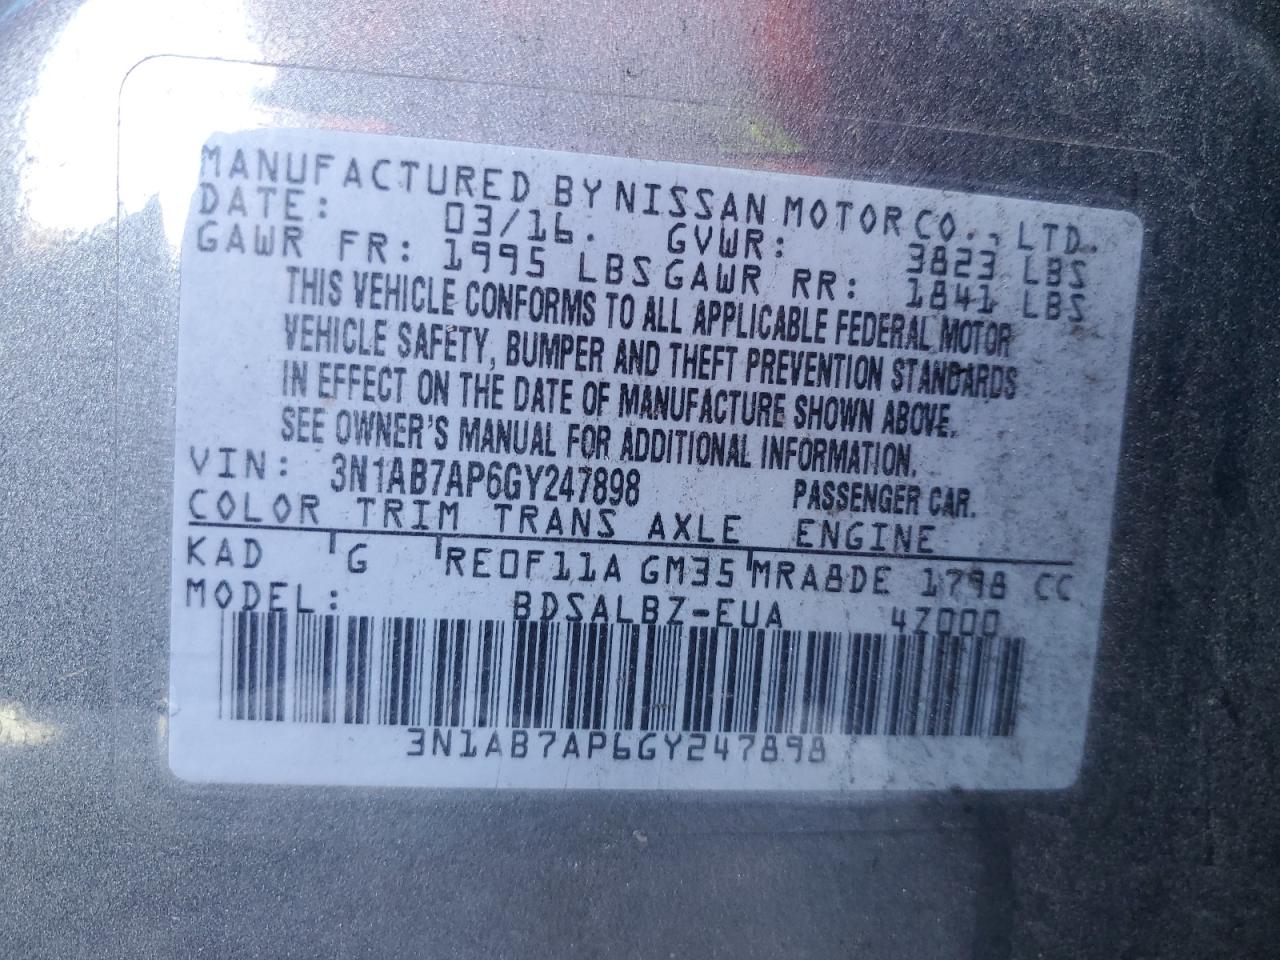 MANUFACTURED BY NISSAN MOTOR CO., LTD.
DATE: 03/16. GVWR: 3823 LBS
GAWR FR: 1995 LBS GAWR RR: 1841 LBS
THIS VEHICLE CONFORMS TO ALL APPLICABLE FEDERAL MOTOR
VEHICLE SAFETY, BUMPER AND THEFT PREVENTION STANDARDS
IN EFFECT ON THE DATE OF MANUFACTURE SHOWN ABOVE.
SEE OWNER'S MANUAL FOR ADDITIONAL INFORMATION.
VIN: 3N1AB7AP6GY247898 PASSENGER CAR.
COLOR TRIM TRANS AXLE ENGINE
KAD G RE0F11A GM35 MRA8DE 1798 CC
MODEL: BDSALBZ-EUA 47000
3N1AB7AP6GY247898